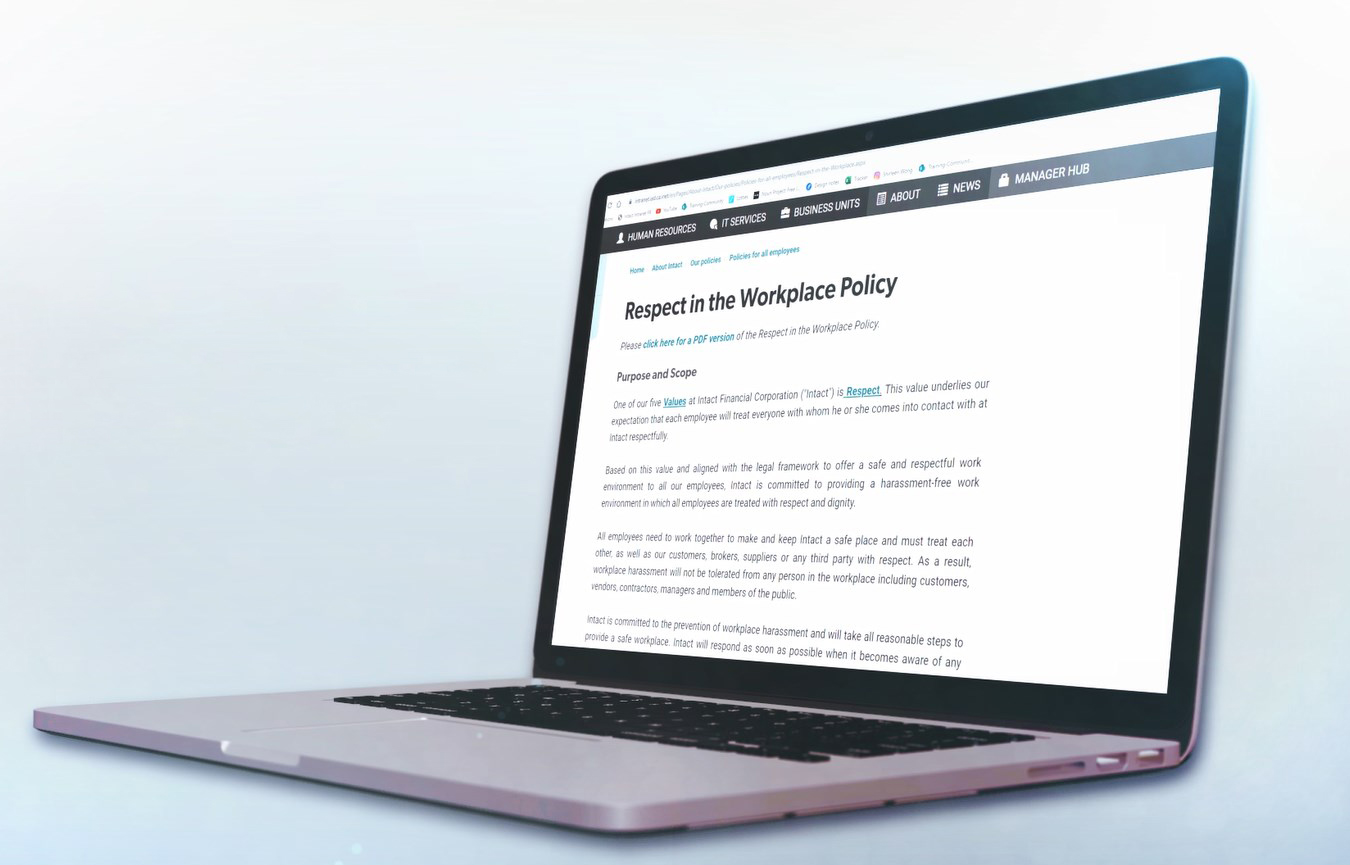 YouTube Training Community
HUMAN RESOURCES IT SERVICES BUSINESS UNITS ABOUT NEWS MANAGER HUB
Home About Intact Our policies Policies for all employees
Respect in the Workplace Policy
Please click here for a PDF version of the Respect in the Workplace Policy.
Purpose and Scope
One of our five Values at Intact Financial Corporation ("Intact") is Respect. This value underlies our
expectation that each employee will treat everyone with whom he or she comes into contact with at
Intact respectfully.
Based on this value and aligned with the legal framework to offer a safe and respectful work
environment to all our employees, Intact is committed to providing a harassment-free work
environment in which all employees are treated with respect and dignity.
All employees need to work together to make and keep Intact a safe place and must treat each
other, as well as our customers, brokers, suppliers or any third party with respect. As a result,
workplace harassment will not be tolerated from any person in the workplace including customers,
vendors, contractors, managers and members of the public.
Intact is committed to the prevention of workplace harassment and will take all reasonable steps to
provide a safe workplace. Intact will respond as soon as possible when it becomes aware of any